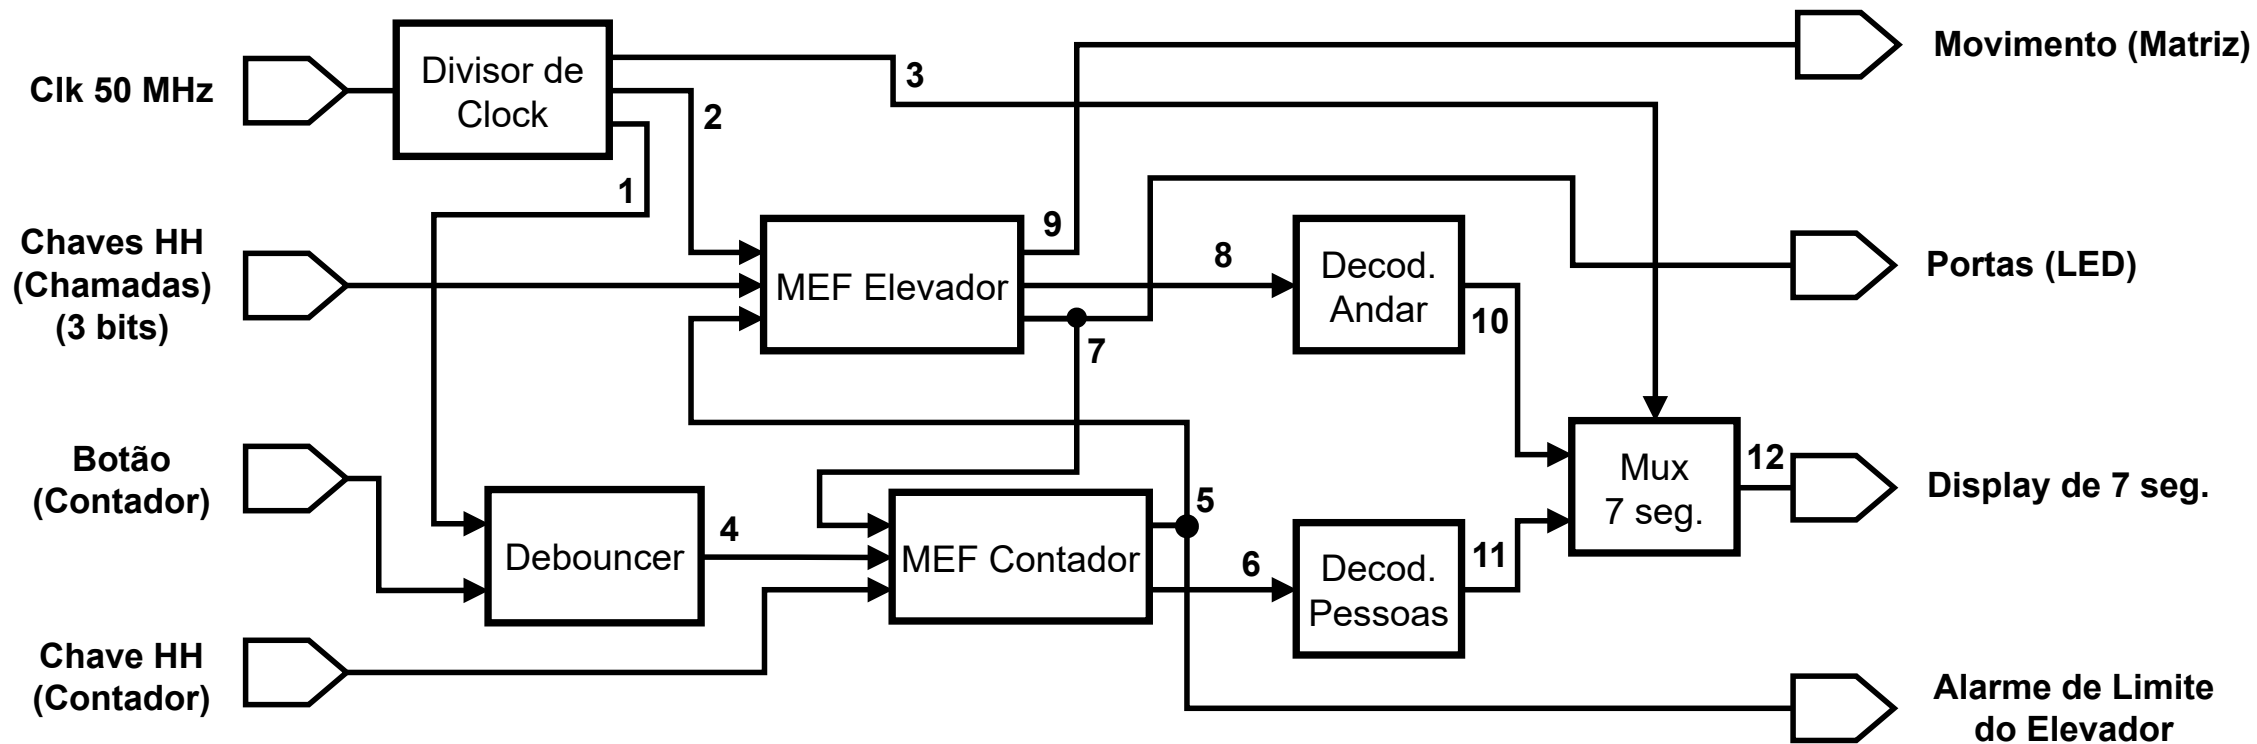 Clk 50 MHz
Divisor de
Clock
3
2
1
Movimento (Matriz)
Chaves HH
(Chamadas)
(3 bits)
MEF Elevador
9
8
7
Decod.
Andar
10
Portas (LED)
Botão
(Contador)
Debouncer
4
MEF Contador
5
6
Decod.
Pessoas
11
Mux
7 seg.
12
Display de 7 seg.
Chave HH
(Contador)
Alarme de Limite
do Elevador